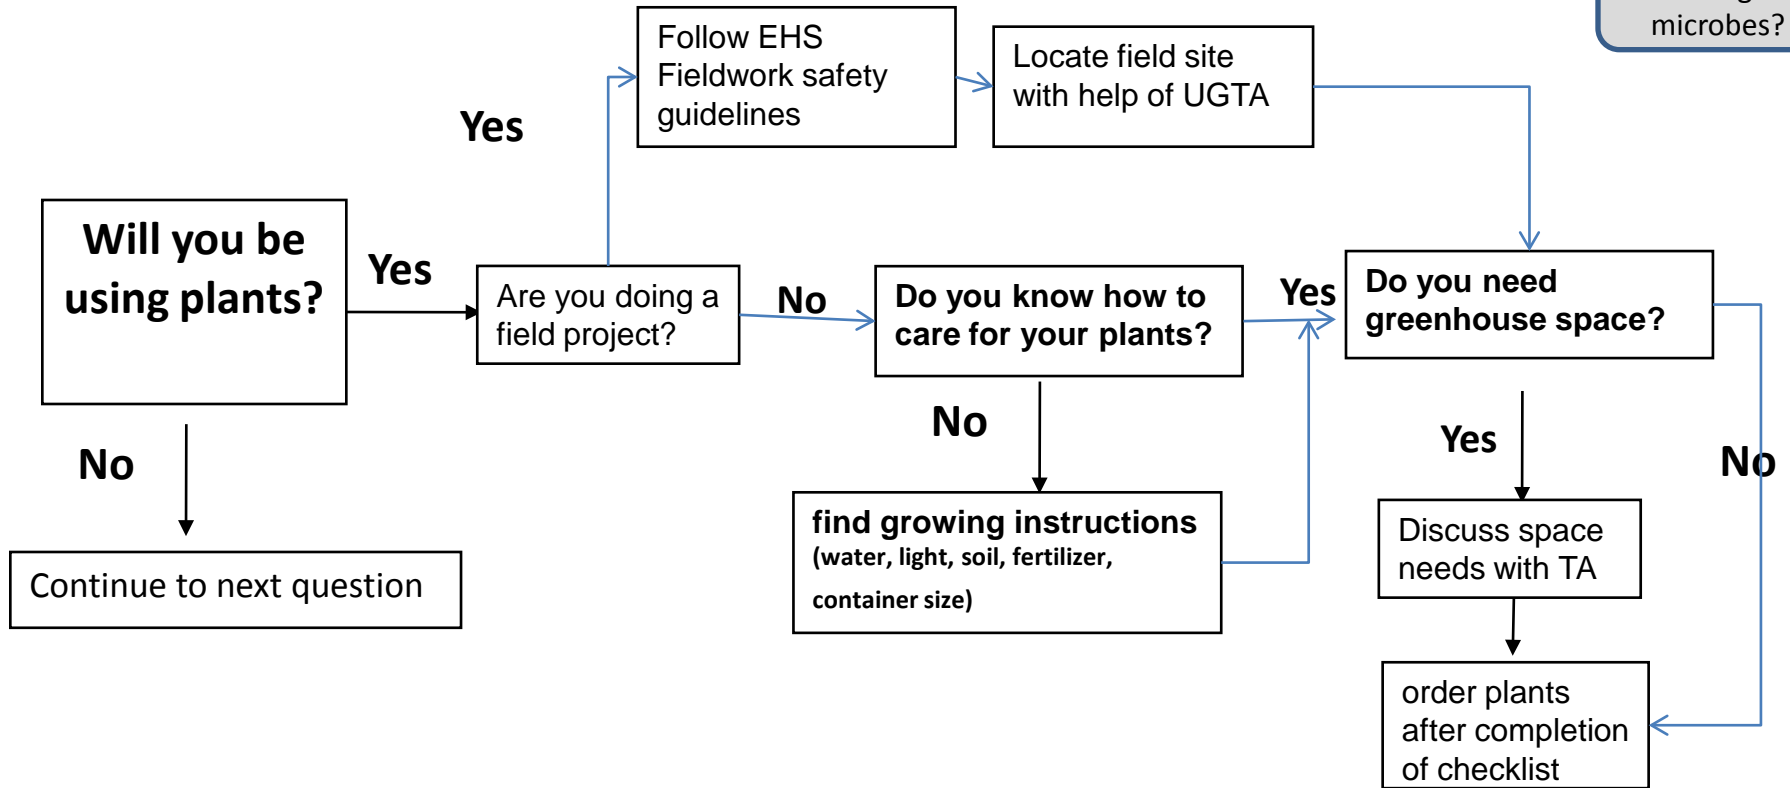 microbes?
Follow EHS
Fieldwork safety
guidelines
Locate field site
with help of UGTA
Yes
Will you be
using plants?
Yes
Are you doing a
field project?
No
Do you know how to
care for your plants?
Yes
Do you need
greenhouse space?
No
Continue to next question
No
find growing instructions
(water, light, soil, fertilizer,
container size)
Yes
No
Discuss space
needs with TA
order plants
after completion
of checklist